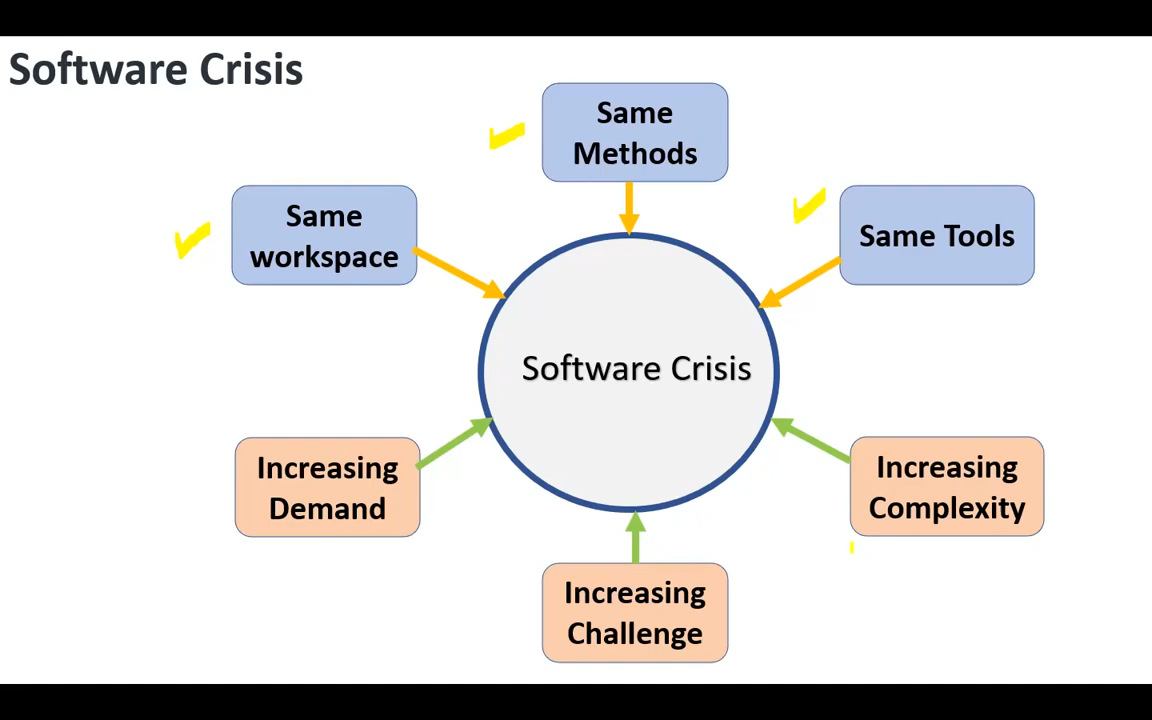 Software Crisis
Same
Methods
Same
workspace
Same Tools
Software Crisis
Increasing
Demand
Increasing
Complexity
Increasing
Challenge